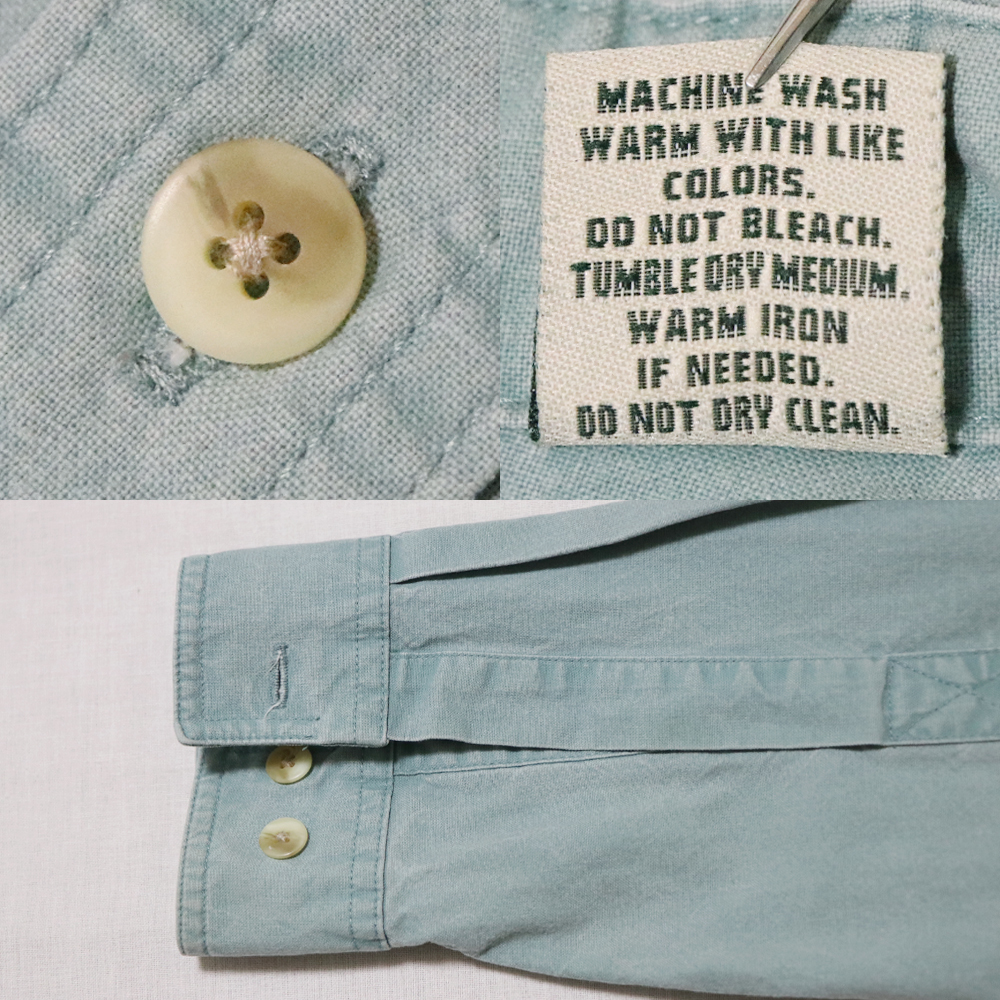 MACHINE WASH
WARM WITH LIKE
COLORS.
DO NOT BLEACH.
TUMBLE DRY MEDIUM.
WARM IRON
IF NEEDED.
DO NOT DRY CLEAN.